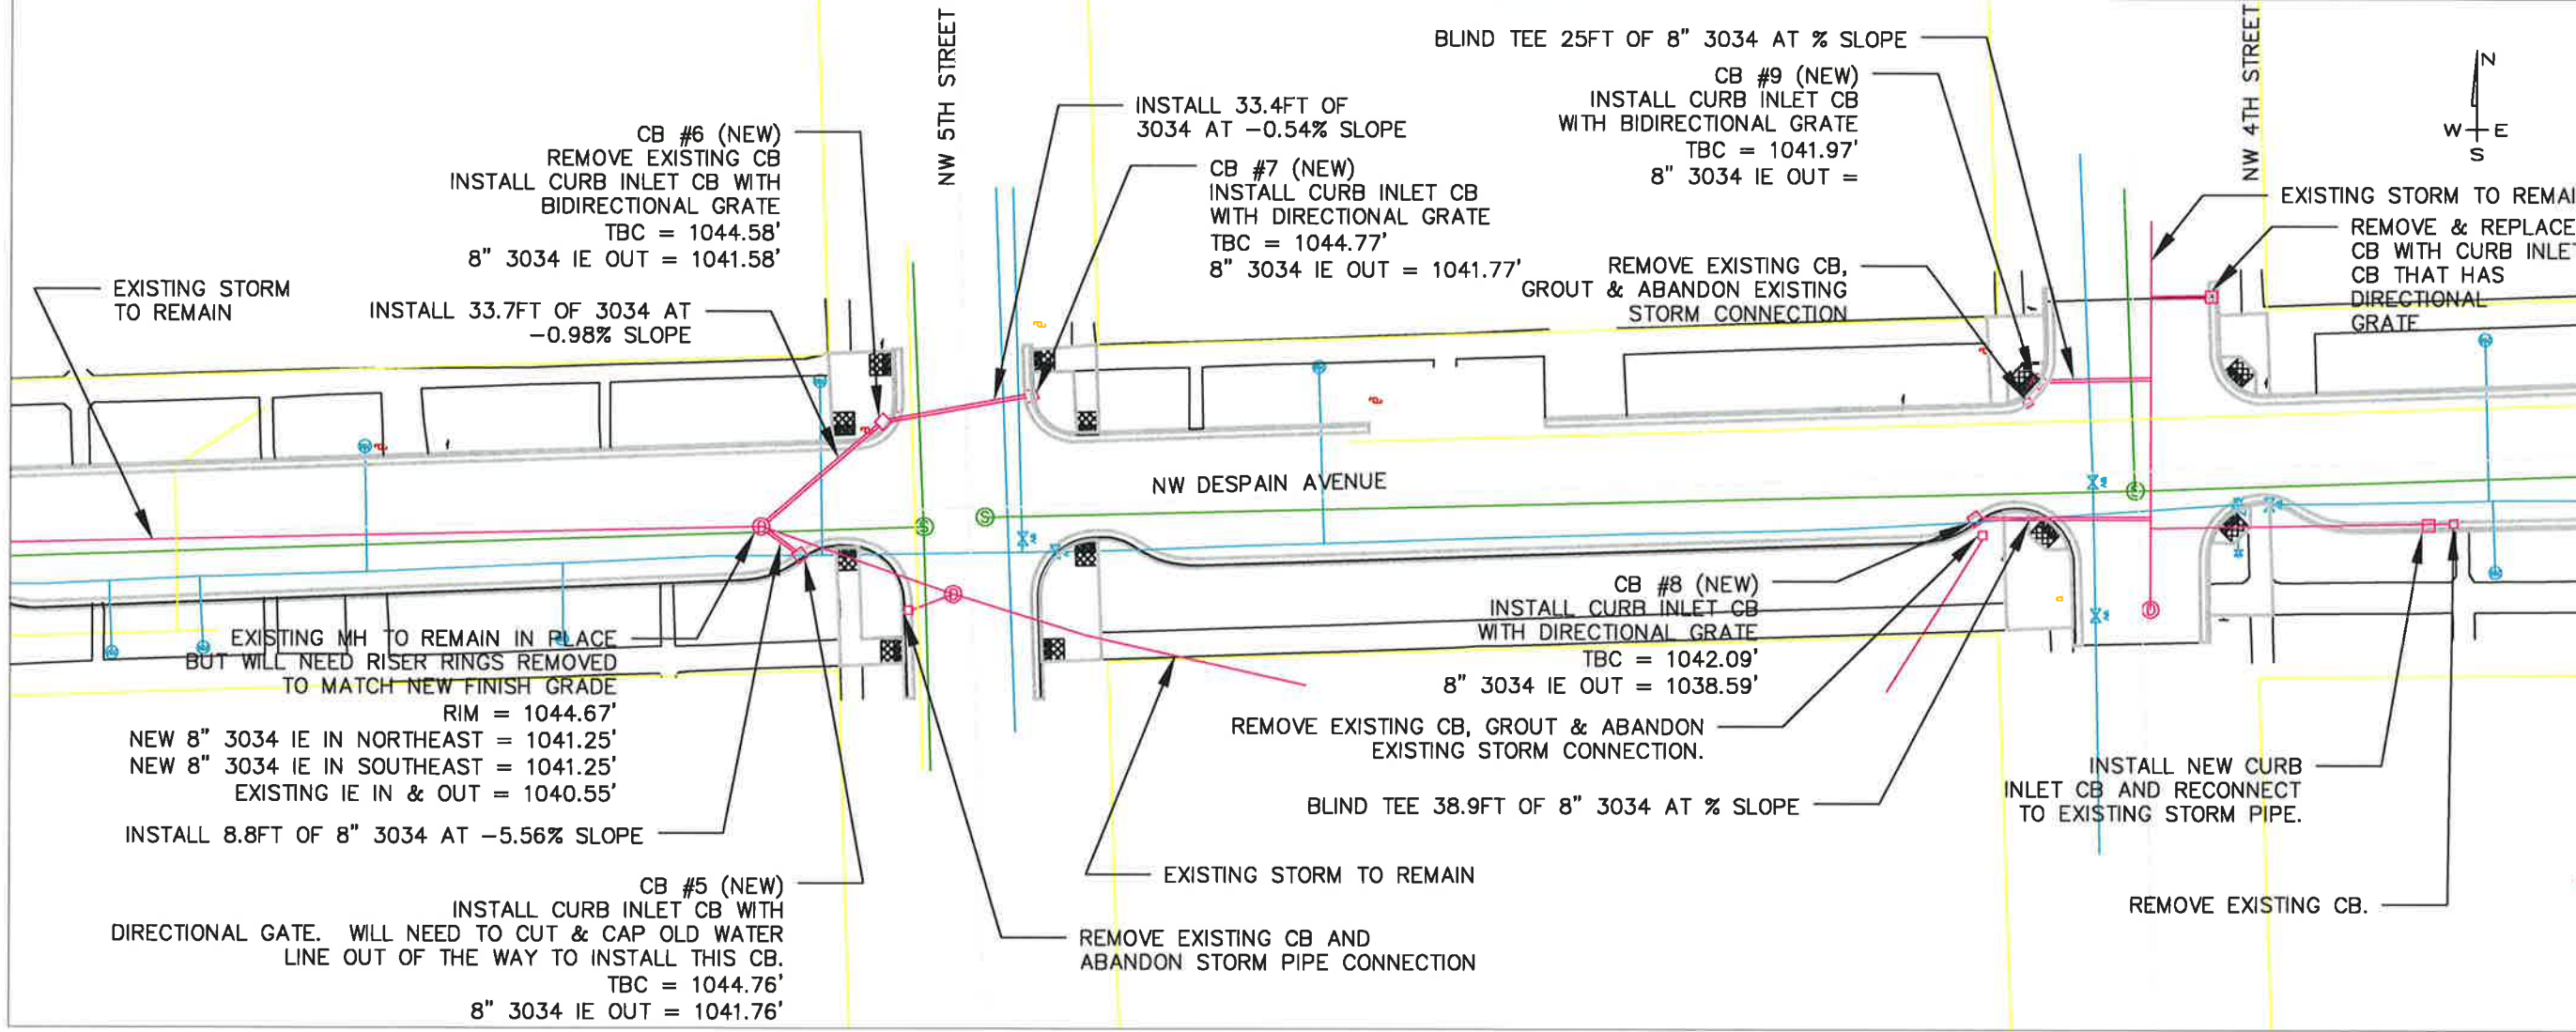 NW 5TH STREET
NW 4TH STREET
N
W E
S
BLIND TEE 25FT OF 8" 3034 AT % SLOPE
CB #9 (NEW)
INSTALL CURB INLET CB
WITH BIDIRECTIONAL GRATE
TBC = 1041.97'
8" 3034 IE OUT =
INSTALL 33.4FT OF
3034 AT -0.54% SLOPE
CB #6 (NEW)
REMOVE EXISTING CB
INSTALL CURB INLET CB WITH
BIDIRECTIONAL GRATE
TBC = 1044.58'
8" 3034 IE OUT = 1041.58'
CB #7 (NEW)
INSTALL CURB INLET CB
WITH DIRECTIONAL GRATE
TBC = 1044.77'
8" 3034 IE OUT = 1041.77'
EXISTING STORM TO REMAI
REMOVE & REPLACE
CB WITH CURB INLET
CB THAT HAS
DIRECTIONAL
GRATE
REMOVE EXISTING CB,
GROUT & ABANDON EXISTING
STORM CONNECTION
EXISTING STORM
TO REMAIN
INSTALL 33.7FT OF 3034 AT
-0.98% SLOPE
NW DESPAIN AVENUE
S
S
S
D
D
D
EXISTING MH TO REMAIN IN PLACE
BUT WILL NEED RISER RINGS REMOVED
TO MATCH NEW FINISH GRADE
RIM = 1044.67'
NEW 8" 3034 IE IN NORTHEAST = 1041.25'
NEW 8" 3034 IE IN SOUTHEAST = 1041.25'
EXISTING IE IN & OUT = 1040.55'
INSTALL 8.8FT OF 8" 3034 AT -5.56% SLOPE
CB #5 (NEW)
INSTALL CURB INLET CB WITH
DIRECTIONAL GATE. WILL NEED TO CUT & CAP OLD WATER
LINE OUT OF THE WAY TO INSTALL THIS CB.
TBC = 1044.76'
8" 3034 IE OUT = 1041.76'
CB #8 (NEW)
INSTALL CURB INLET CB
WITH DIRECTIONAL GRATE
TBC = 1042.09'
8" 3034 IE OUT = 1038.59'
REMOVE EXISTING CB, GROUT & ABANDON
EXISTING STORM CONNECTION.
BLIND TEE 38.9FT OF 8" 3034 AT % SLOPE
EXISTING STORM TO REMAIN
REMOVE EXISTING CB AND
ABANDON STORM PIPE CONNECTION
INSTALL NEW CURB
INLET CB AND RECONNECT
TO EXISTING STORM PIPE.
REMOVE EXISTING CB.